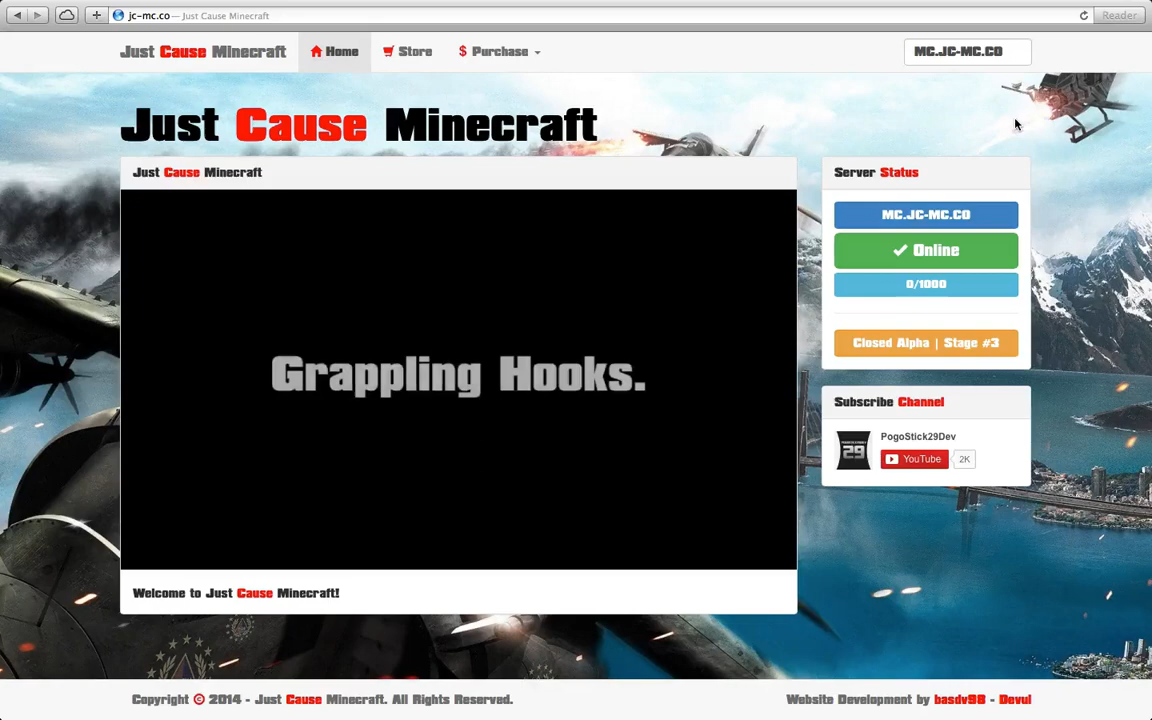 jc-mc.co — Just Cause Minecraft
Reader
Just Cause Minecraft
Home
Store
$ Purchase
MC.JC-MC.CO
Just Cause Minecraft
Just Cause Minecraft
Grappling Hooks.
Welcome to Just Cause Minecraft!
Server Status
MC.JC-MC.CO
Online
0/1000
Closed Alpha | Stage #3
Subscribe Channel
29
PogoStick29Dev
YouTube
2K
Copyright © 2014 - Just Cause Minecraft. All Rights Reserved.
Website Development by basdv98 - Devul